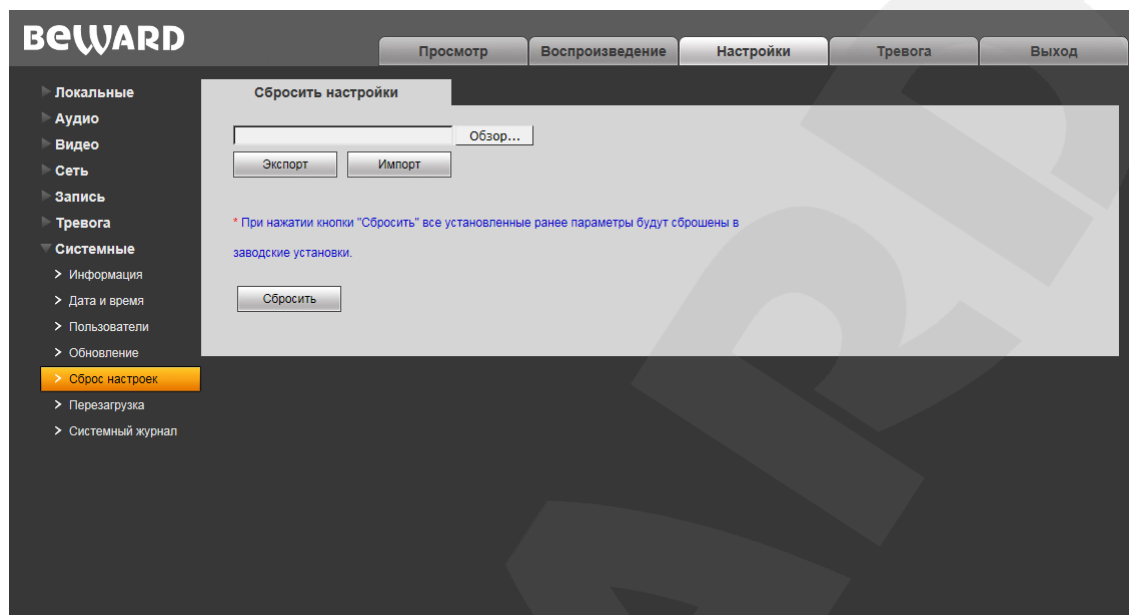 BEWARD
Просмотр
Воспроизведение
Настройки
Тревога
Выход
Локальные
Аудио
Видео
Сеть
Запись
Тревога
Системные
Информация
Дата и время
Пользователи
Обновление
Сброс настроек
Перезагрузка
Системный журнал
Сбросить настройки
Обзор...
Экспорт
Импорт
* При нажатии кнопки "Сбросить" все установленные ранее параметры будут сброшены в
заводские установки.
Сбросить